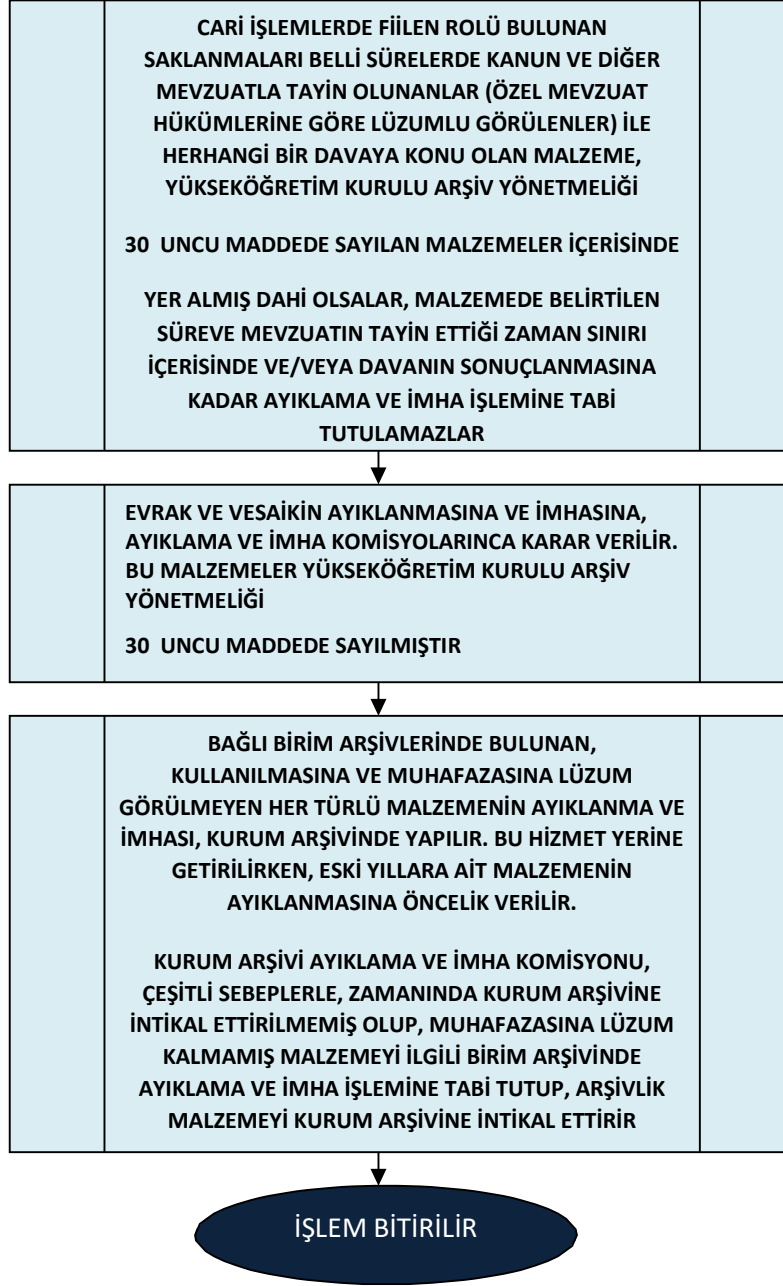 CARİ İŞLEMLERDE FİİLEN ROLÜ BULUNAN
SAKLANMALARI BELLİ SÜRELERDE KANUN VE DİĞER
MEVZUATLA TAYİN OLUNANLAR (ÖZEL MEVZUAT
HÜKÜMLERİNE GÖRE LÜZUMLU GÖRÜLENLER) İLE
HERHANGİ BİR DAVAYA KONU OLAN MALZEME,
YÜKSEKÖĞRETİM KURULU ARŞİV YÖNETMELİĞİ
30 UNCU MADDEDE SAYILAN MALZEMELER İÇERİSİNDE
YER ALMIŞ DAHİ OLSALAR, MALZEMEDE BELİRTİLEN
SÜREVE MEVZUATIN TAYİN ETTİĞİ ZAMAN SINIRI
İÇERİSİNDE VE/VEYA DAVANIN SONUÇLANMASINA
KADAR AYIKLAMA VE İMHA İŞLEMİNE TABİ
TUTULAMAZLAR
EVRAK VE VESAİKİN AYIKLANMASINA VE İMHASINA,
AYIKLAMA VE İMHA KOMİSYOLARINCA KARAR VERİLİR.
BU MALZEMELER YÜKSEKÖĞRETİM KURULU ARŞİV
YÖNETMELİĞİ
30 UNCU MADDEDE SAYILMIŞTIR
BAĞLI BİRİM ARŞİVLERİNDE BULUNAN,
KULLANILMASINA VE MUHAFAZASINA LÜZUM
GÖRÜLMEYEN HER TÜRLÜ MALZEMENİN AYIKLANMA VE
İMHASI, KURUM ARŞİVİNDE YAPILIR. BU HİZMET YERİNE
GETİRİLİRKEN, ESKİ YILLARA AİT MALZEMENİN
AYIKLANMASINA ÖNCELİK VERİLİR.
KURUM ARŞİVİ AYIKLAMA VE İMHA KOMİSYONU,
ÇEŞİTLİ SEBEPLERLE, ZAMANINDA KURUM ARŞİVİNE
İNTİKAL ETTİRİLMEMİŞ OLUP, MUHAFAZASINA LÜZUM
KALMAMIŞ MALZEMEYİ İLGİLİ BİRİM ARŞİVİNDE
AYIKLAMA VE İMHA İŞLEMİNE TABİ TUTUP, ARŞİVLİK
MALZEMEYİ KURUM ARŞİVİNE İNTİKAL ETTİRİR
İŞLEM BİTİRİLİR